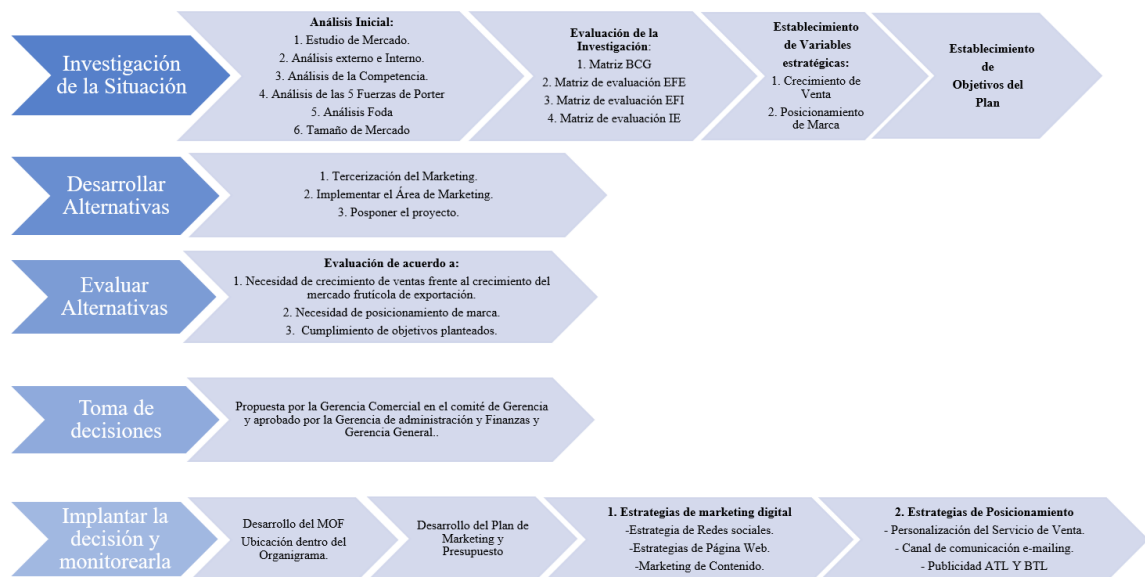 Investigación
de la Situación
Análisis Inicial:
1. Estudio de Mercado.
2. Análisis externo e Interno.
3. Análisis de la Competencia.
4. Análisis de las 5 Fuerzas de Porter
5. Análisis Foda
6. Tamaño de Mercado
Evaluación de la
Investigación:
1. Matriz BCG
2. Matriz de evaluación EFE
3. Matriz de evaluación EFI
4. Matriz de evaluación IE
Establecimiento
de Variables
estratégicas:
1. Crecimiento de
Venta
2. Posicionamiento
de Marca
Establecimiento
de
Objetivos del
Plan
Desarrollar
Alternativas
1. Tercerización del Marketing.
2. Implementar el Área de Marketing.
3. Posponer el proyecto.
Evaluar
Alternativas
Evaluación de acuerdo a:
1. Necesidad de crecimiento de ventas frente al crecimiento del
mercado frutícola de exportación.
2. Necesidad de posicionamiento de marca.
3. Cumplimiento de objetivos planteados.
Toma de
decisiones
Propuesta por la Gerencia Comercial en el comité de Gerencia
y aprobado por la Gerencia de administración y Finanzas y
Gerencia General..
Implantar la
decisión y
monitorearla
Desarrollo del MOF
Ubicación dentro del
Organigrama.
Desarrollo del Plan de
Marketing y
Presupuesto
1. Estrategias de marketing digital
-Estrategia de Redes sociales.
-Estrategias de Página Web.
-Marketing de Contenido.
2. Estrategias de Posicionamiento
- Personalización del Servicio de Venta.
- Canal de comunicación e-mailing.
- Publicidad ATL Y BTL